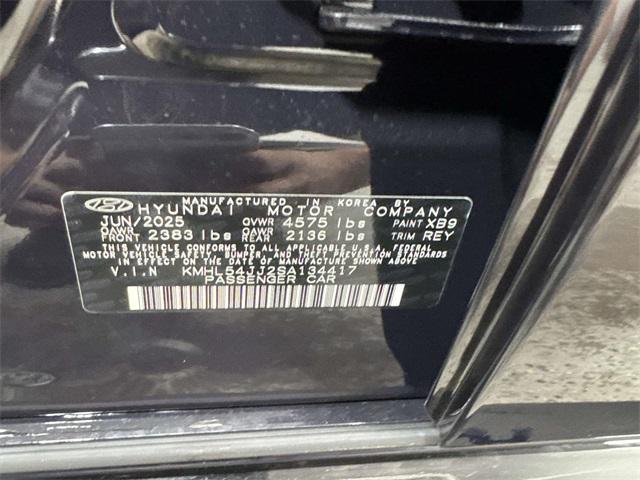 MANUFACTURED IN KOREA BY
HYUNDAI MOTOR COMPANY
JUN/2025 GVWR 4575 lbs PAINT XB9
GAWR FRONT 2383 lbs GAWR REAR 2136 lbs TRIM REY
THIS VEHICLE CONFORMS TO ALL APPLICABLE U.S.A. FEDERAL
MOTOR VEHICLE SAFETY, BUMPER, AND THEFT PREVENTION STANDARDS
IN EFFECT ON THE DATE OF MANUFACTURE SHOWN ABOVE
V.I.N KMHL54JJ2SA134417
PASSENGER CAR